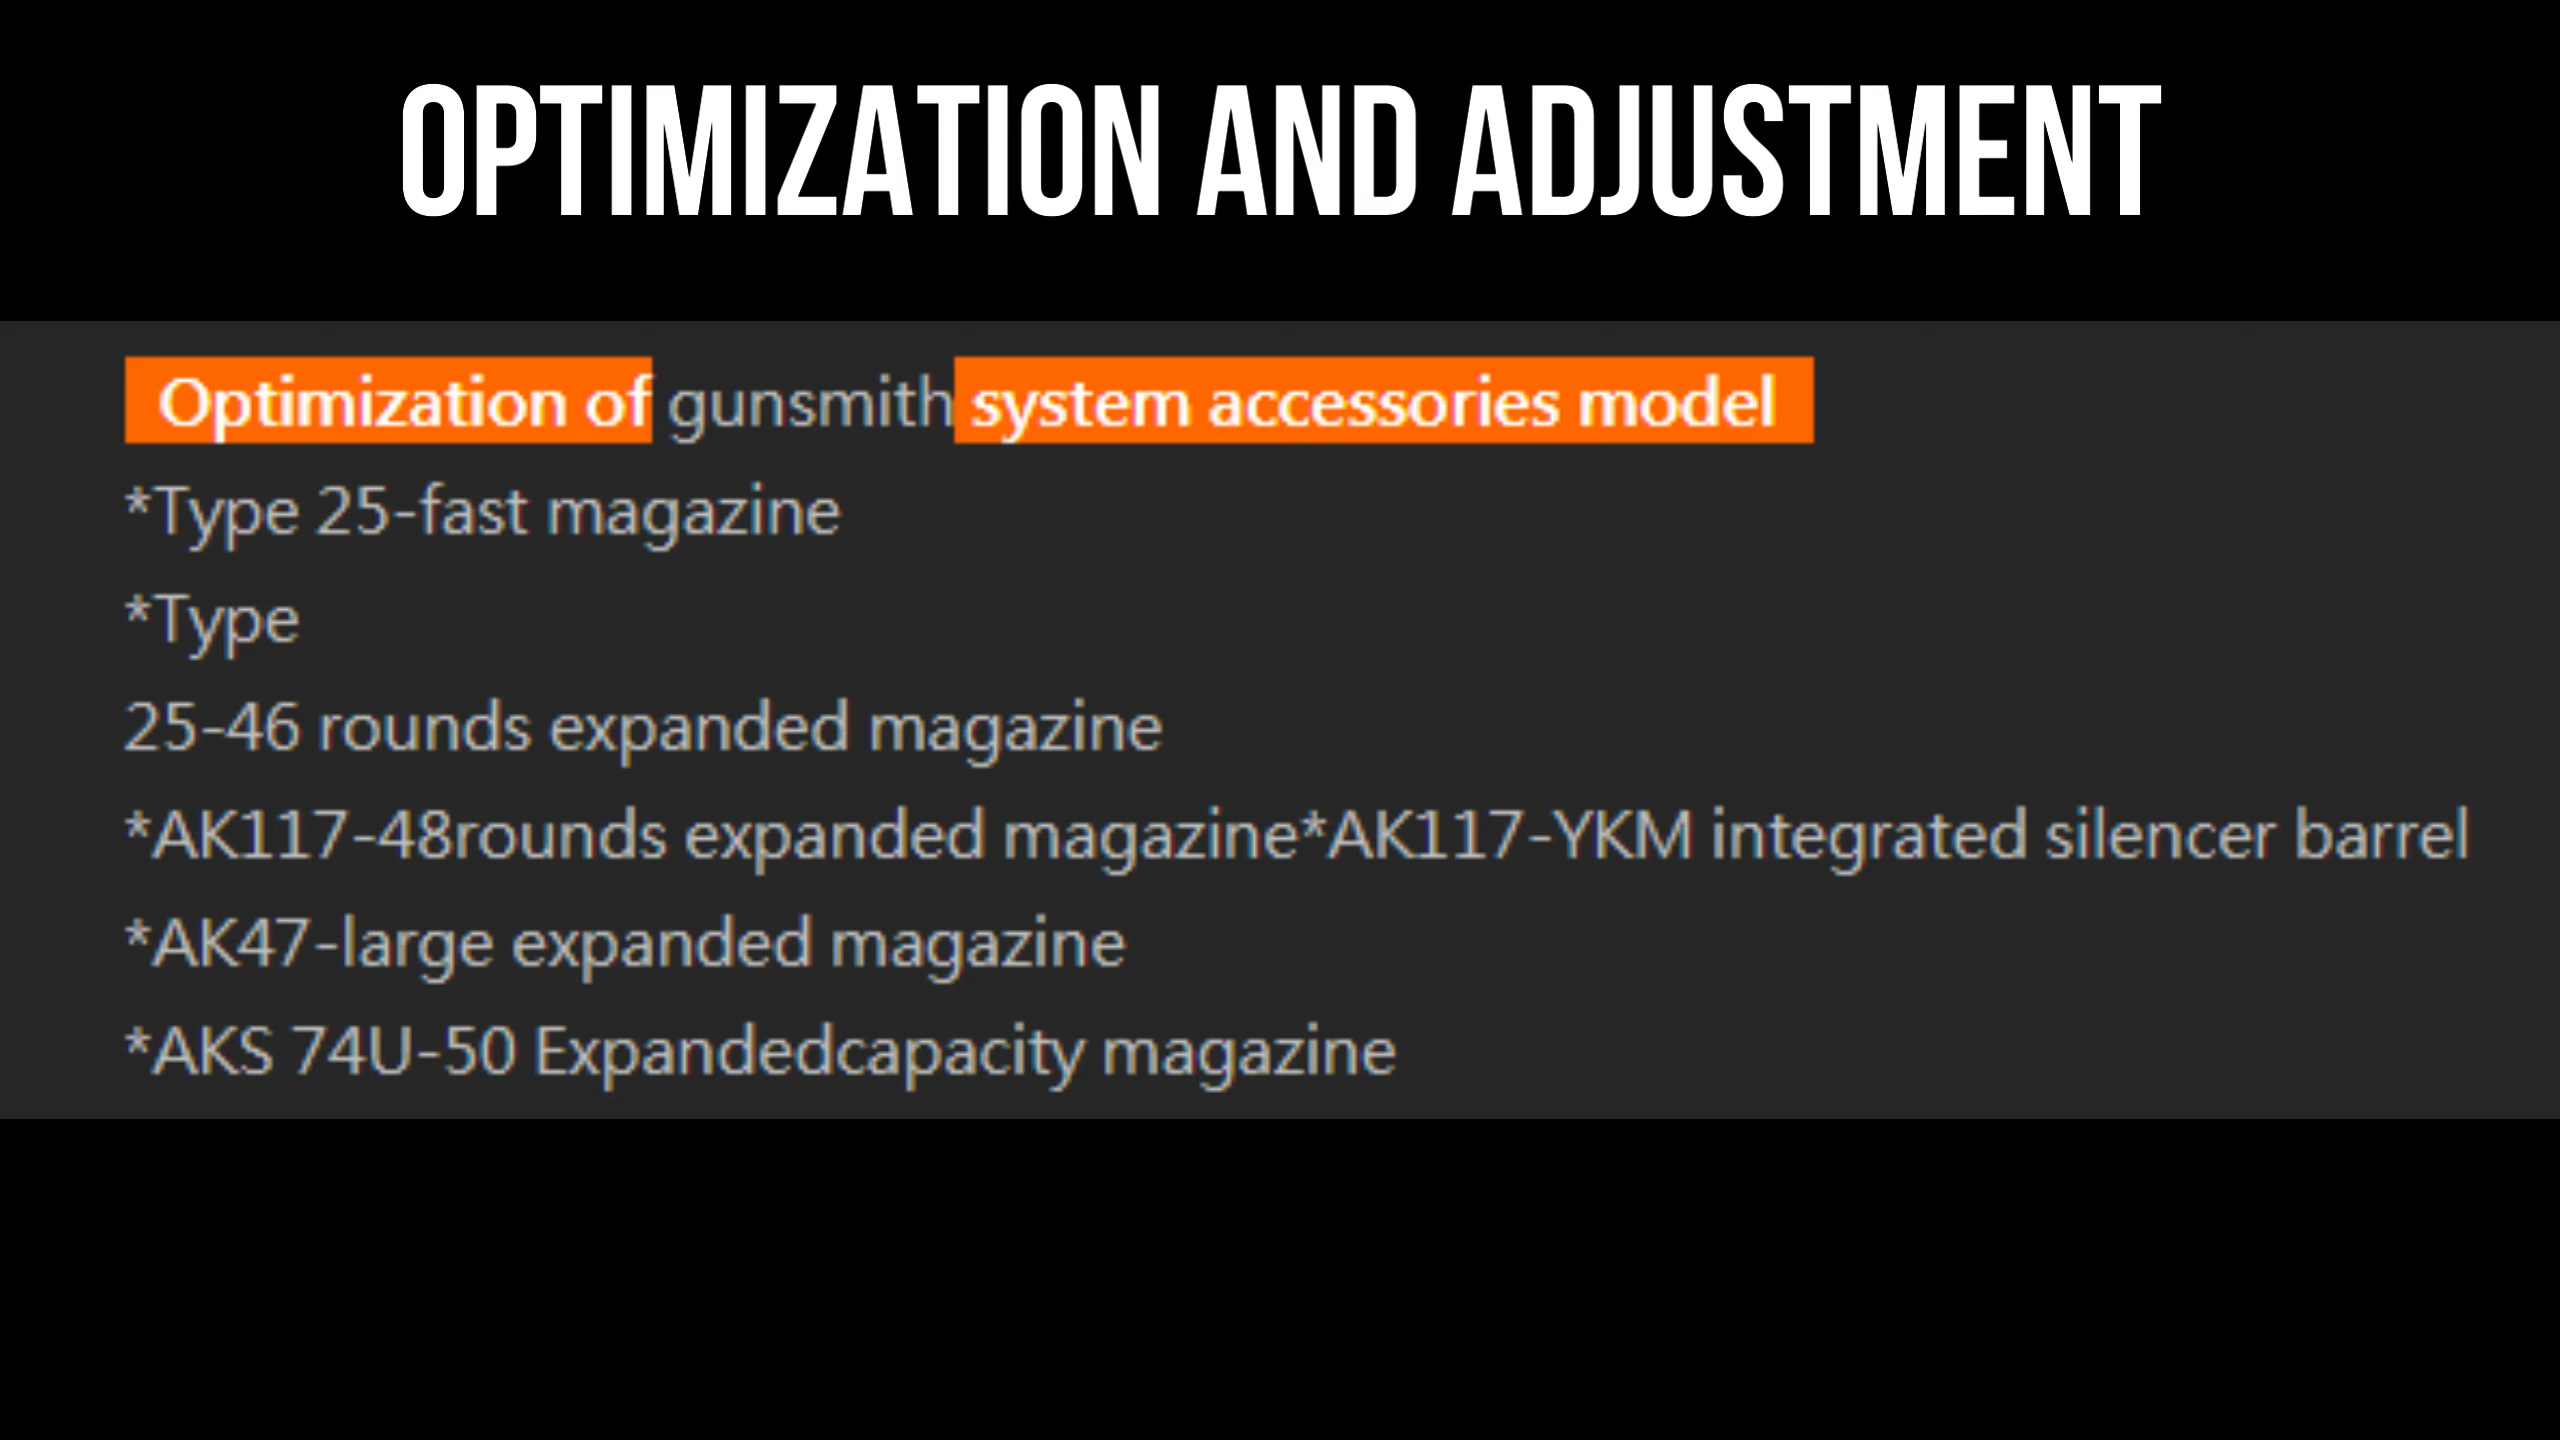 OPTIMIZATION AND ADJUSTMENT
Optimization of gunsmith system accessories model
*Type 25-fast magazine
*Type
25-46 rounds expanded magazine
*AK117-48rounds expanded magazine*AK117-YKM integrated silencer barrel
*AK47-large expanded magazine
*AKS 74U-50 Expandedcapacity magazine